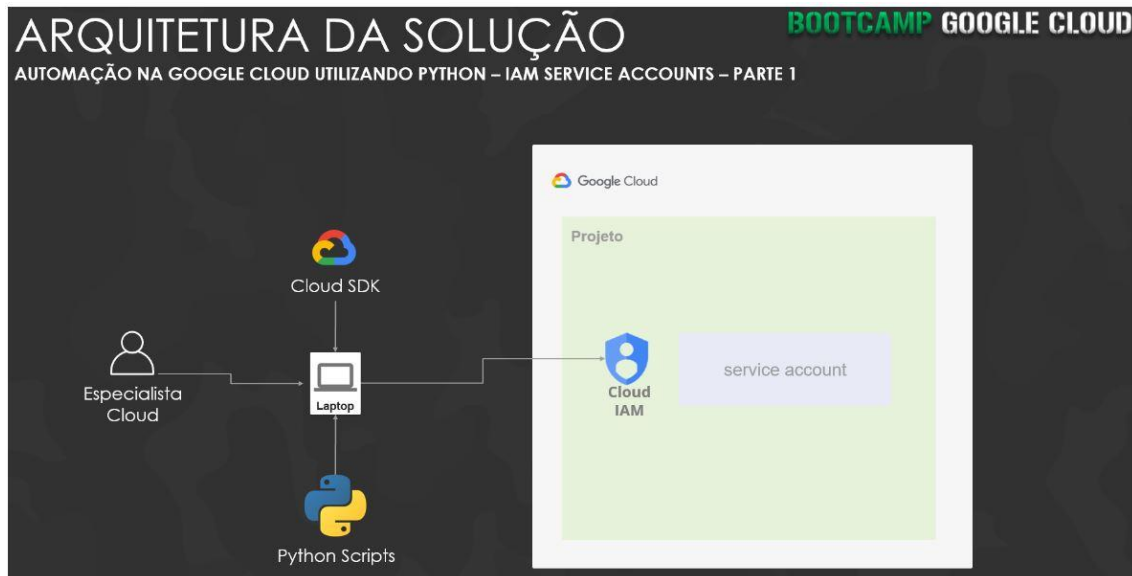 ARQUITETURA DA SOLUÇÃO
BOOTCAMP GOOGLE CLOUD
AUTOMAÇÃO NA GOOGLE CLOUD UTILIZANDO PYTHON – IAM SERVICE ACCOUNTS – PARTE 1
Google Cloud
Projeto
Cloud SDK
Especialista
Cloud
Laptop
Cloud
IAM
service account
Python Scripts